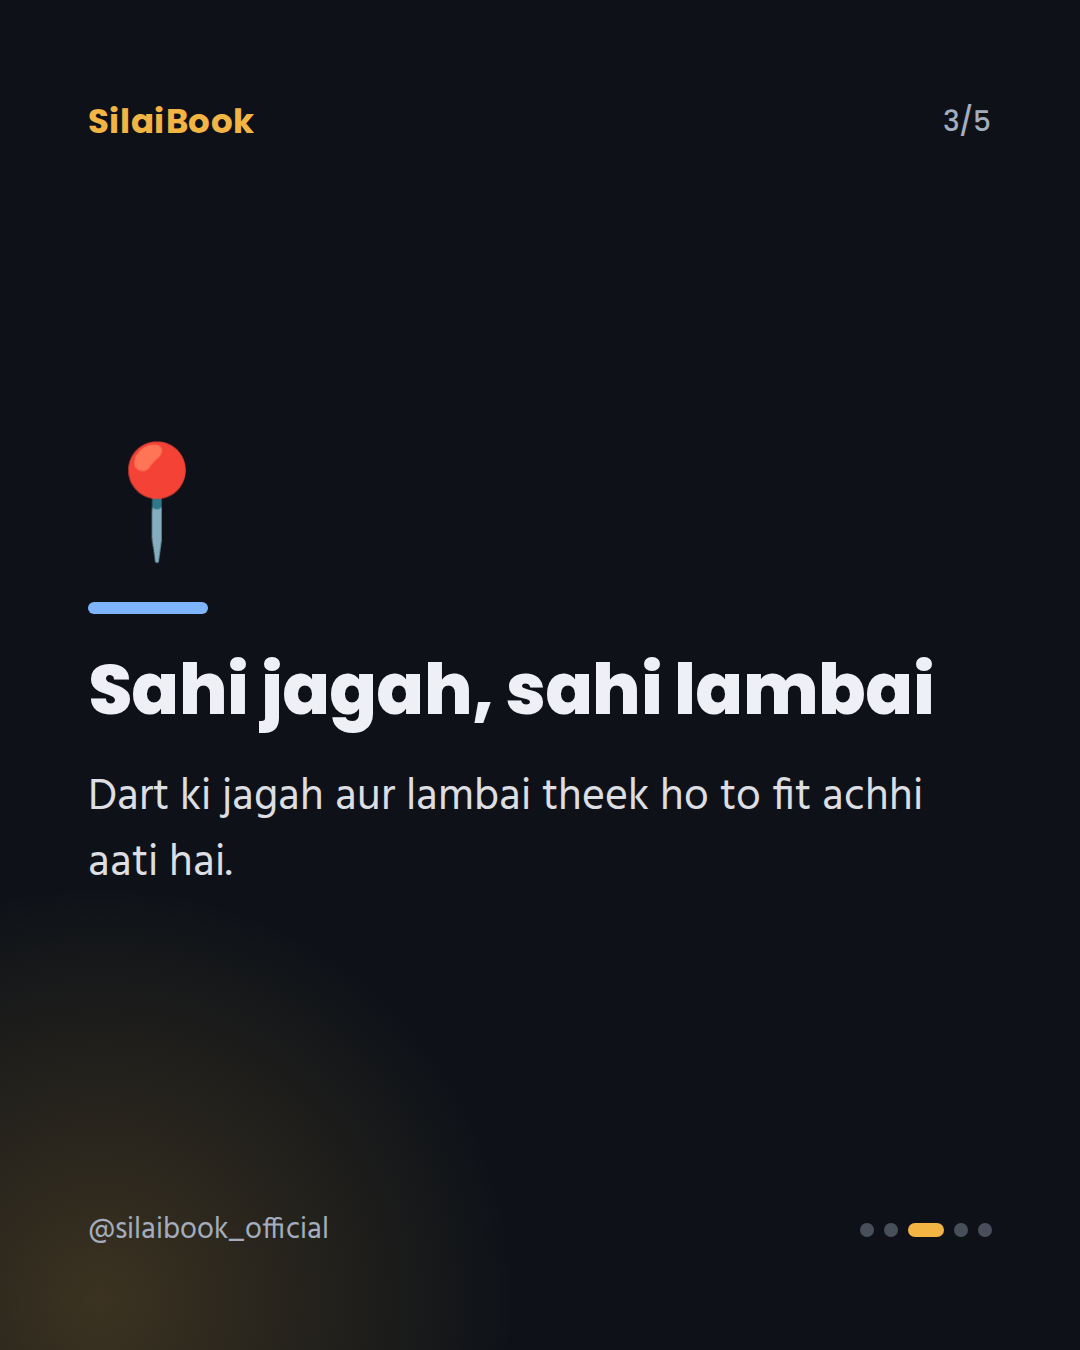 SilaiBook
3/5
Sahi jagah, sahi lambai
Dart ki jagah aur lambai theek ho to fit achhi
aati hai.
@silaibook_official